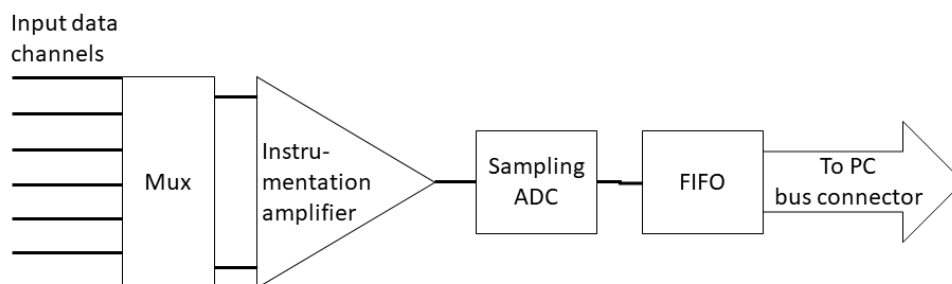 Input data
channels
Mux
Instru-
mentation
amplifier
Sampling
ADC
FIFO
To PC
bus connector